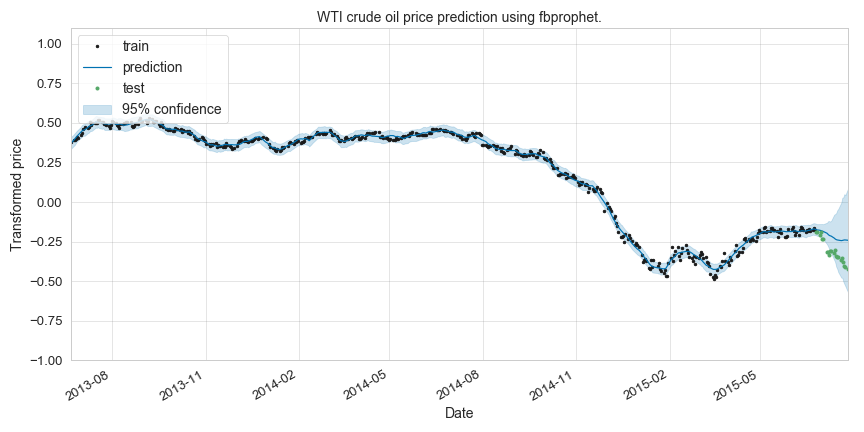 WTI crude oil price prediction using fbprophet.
train
prediction
test
95% confidence
1.00
0.75
0.50
0.25
0.00
−0.25
−0.50
−0.75
−1.00
Transformed price
2013-08
2013-11
2014-02
2014-05
2014-08
2014-11
2015-02
2015-05
Date